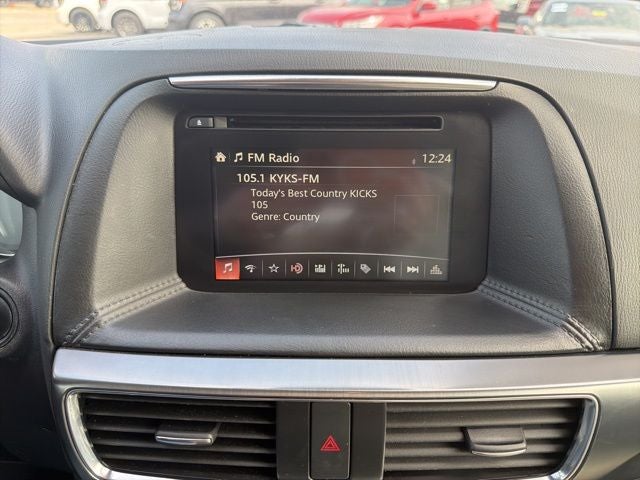 FM Radio 12:24
105.1 KYKS-FM
Today's Best Country KICKS
105
Genre: Country